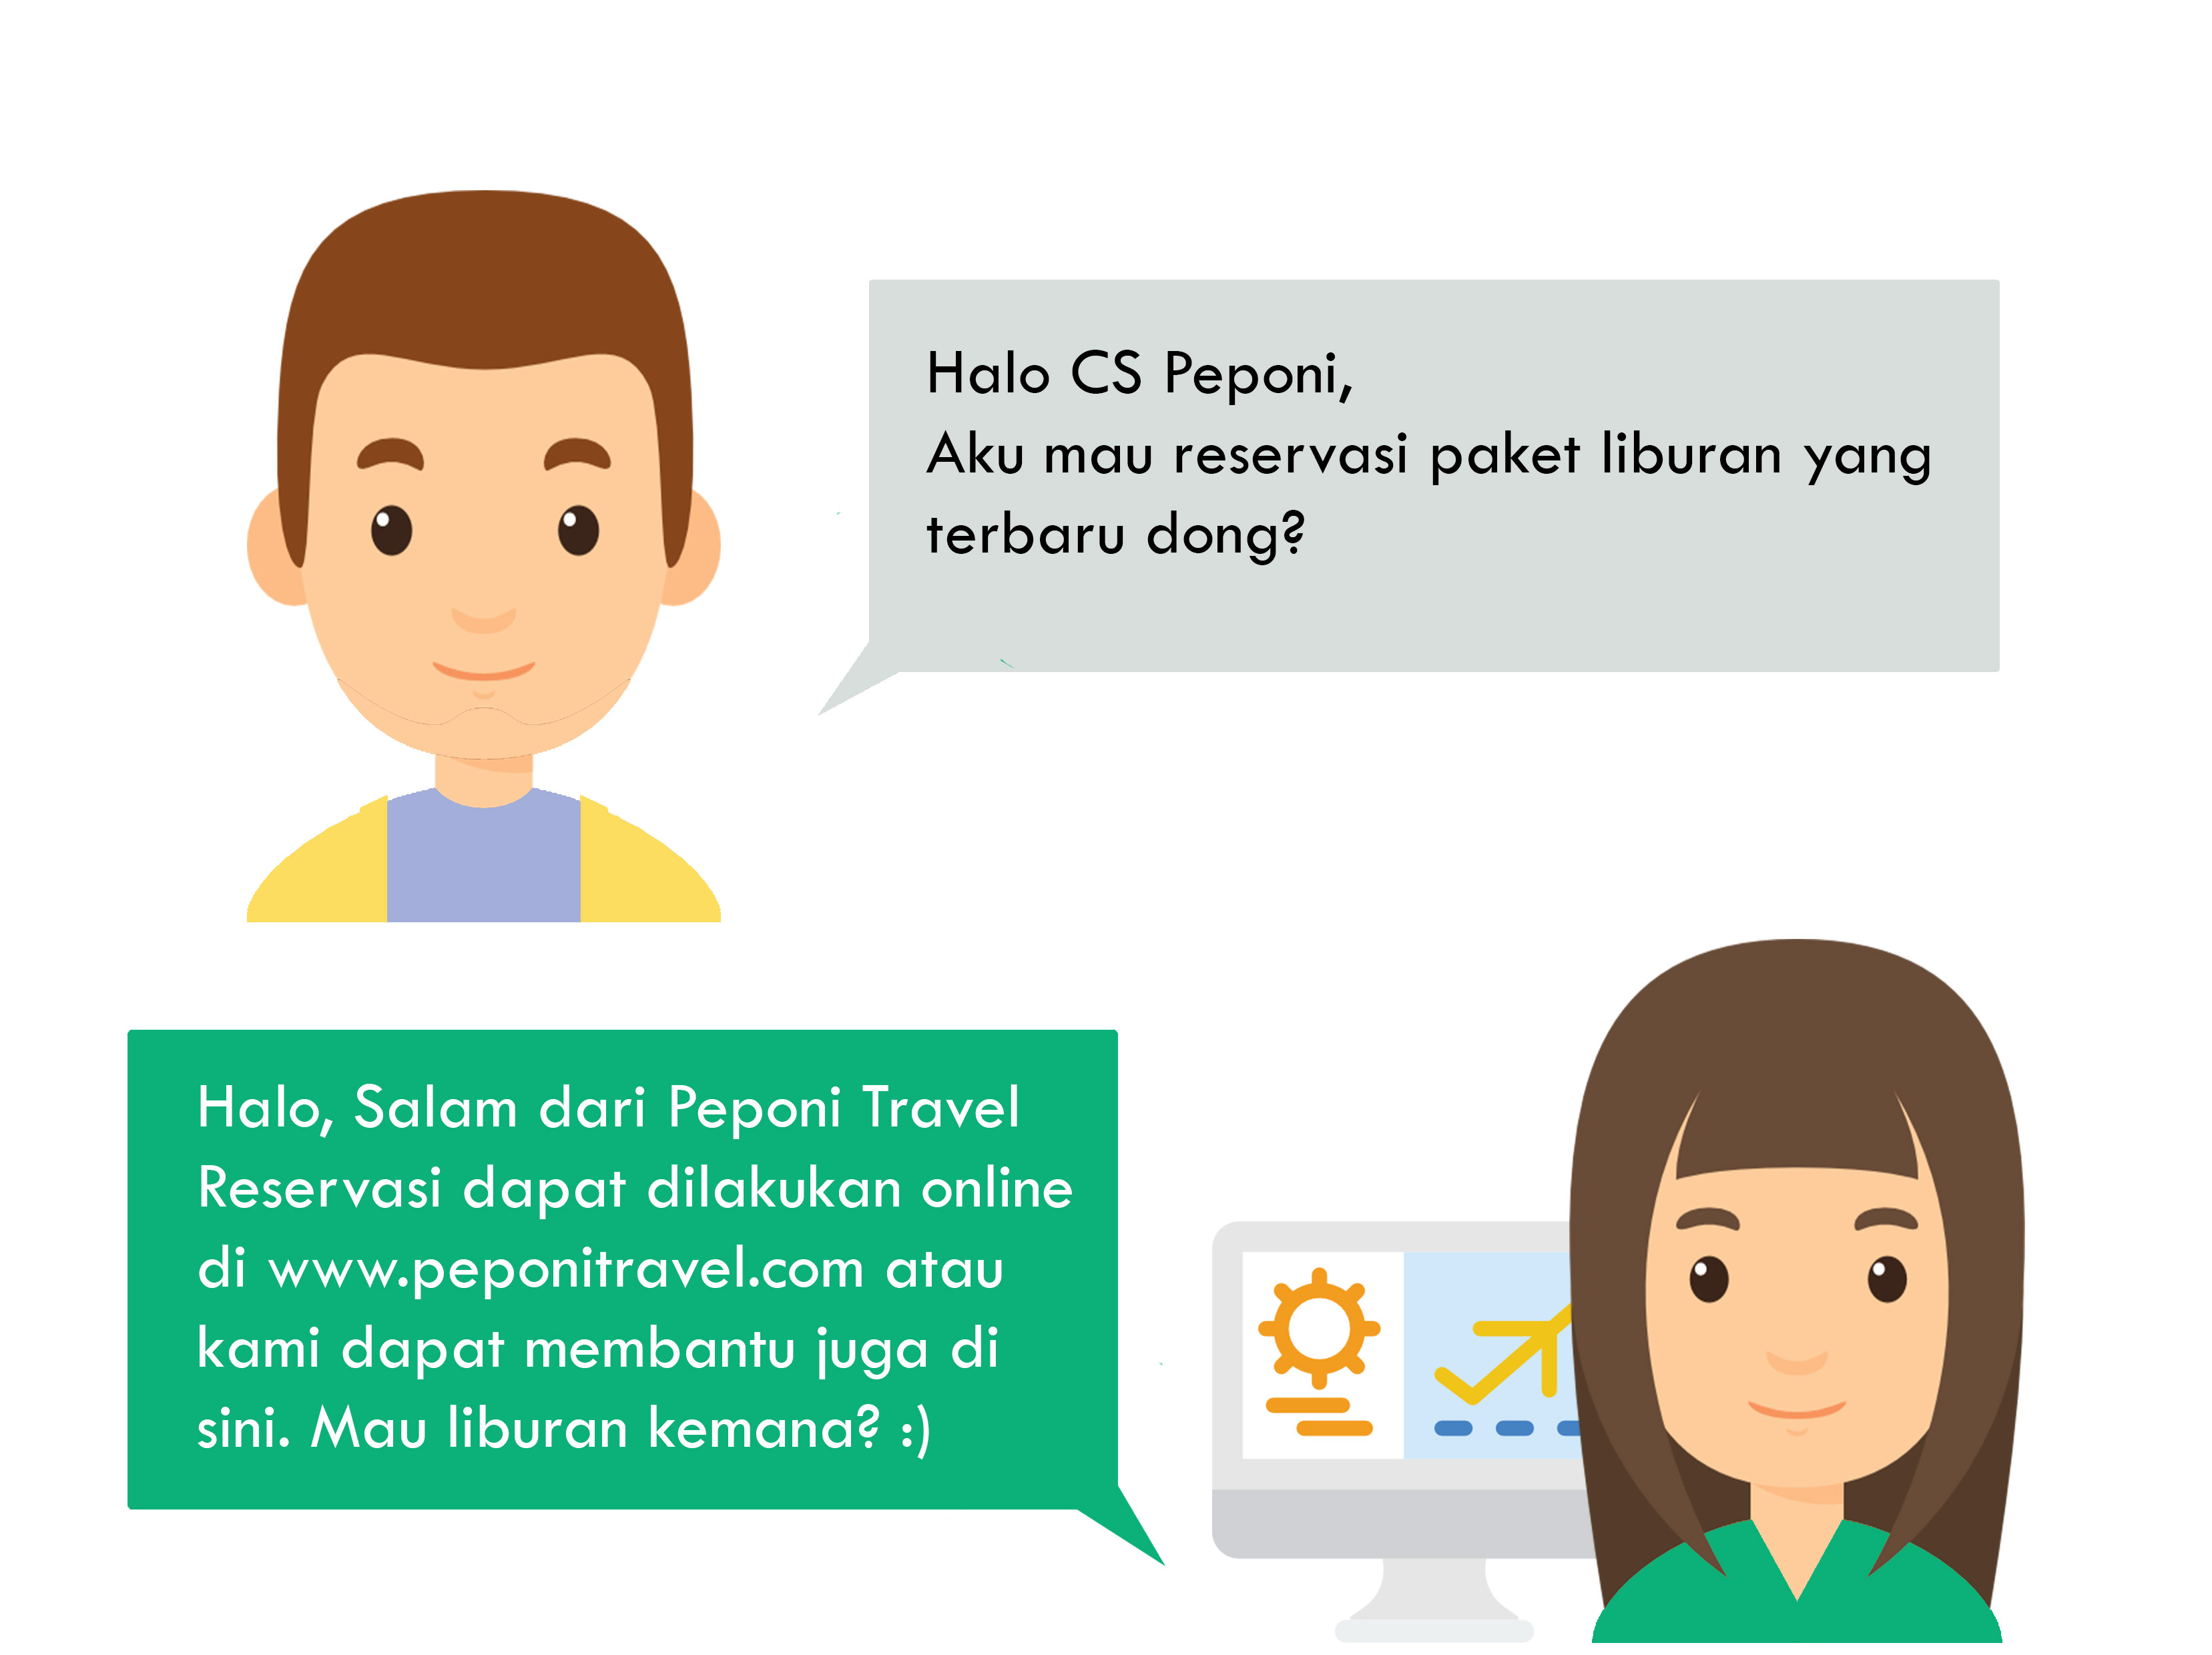 Halo CS Peponi,
Aku mau reservasi paket liburan yang
terbaru dong?
Halo, Salam dari Peponi Travel
Reservasi dapat dilakukan online
di www.peponitravel.com atau
kami dapat membantu juga di
sini. Mau liburan kemana? :)